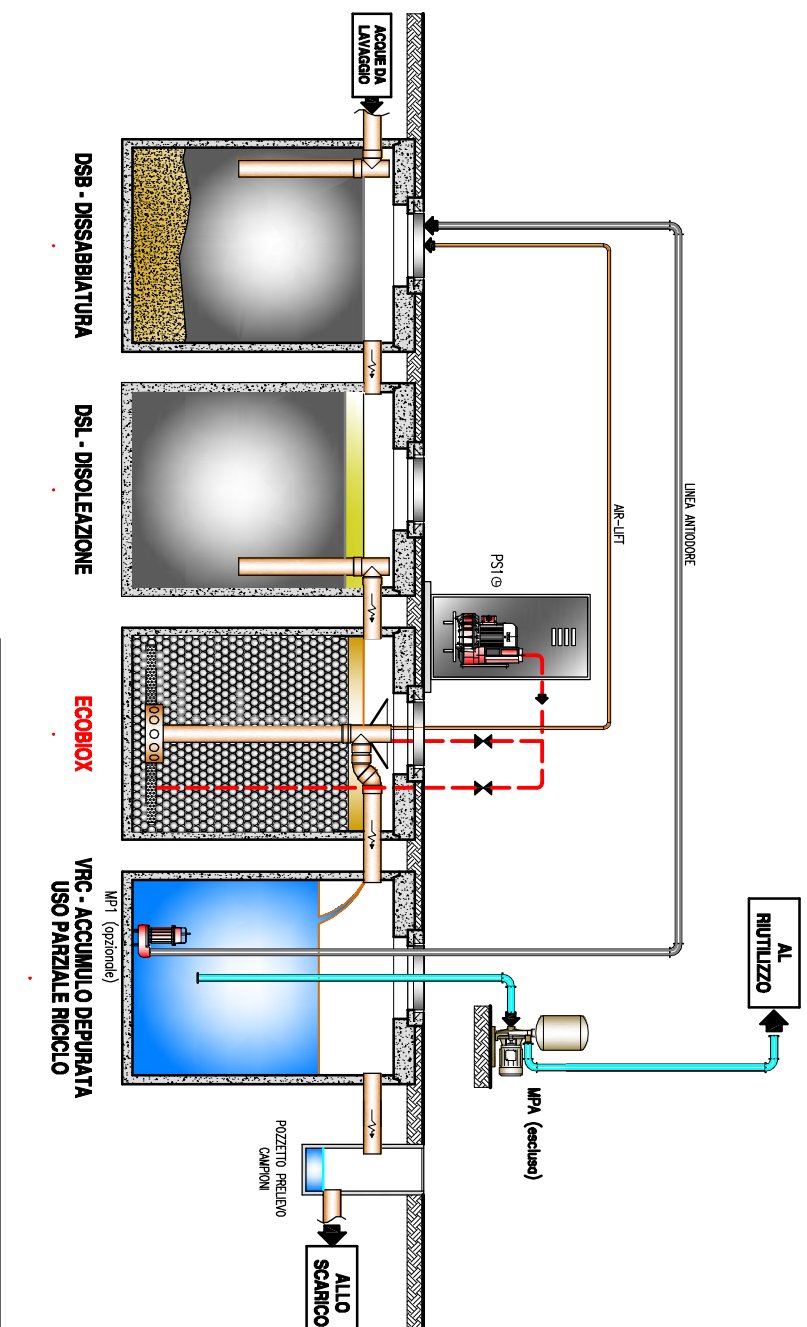 ACQUE DA
LAVAGGIO
DSB - DISSABBIATURA
DSL - DISOLEAZIONE
ECOBIOX
VRC - ACCUMULO DEPURATA
USO PARZIALE RICICLO
MP1 (opzionale)
LINEA ANTIODORE
AIR-LIFT
PS1
AL
RIUTILIZZO
MPA (esclusa)
POZZETTO PRELIEVO
CAMPIONI
ALLO
SCARICO